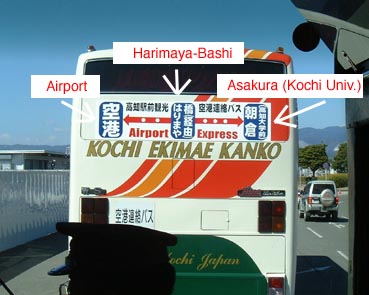 Harimaya-Bashi
Airport
Asakura (Kochi Univ.)
空港
高知駅前観光
はりまや橋経由
空港連絡バス
朝倉
(高知大学前)
Airport Express
KOCHI EKIMAE KANKO
空港連絡バス
Kochi Japan